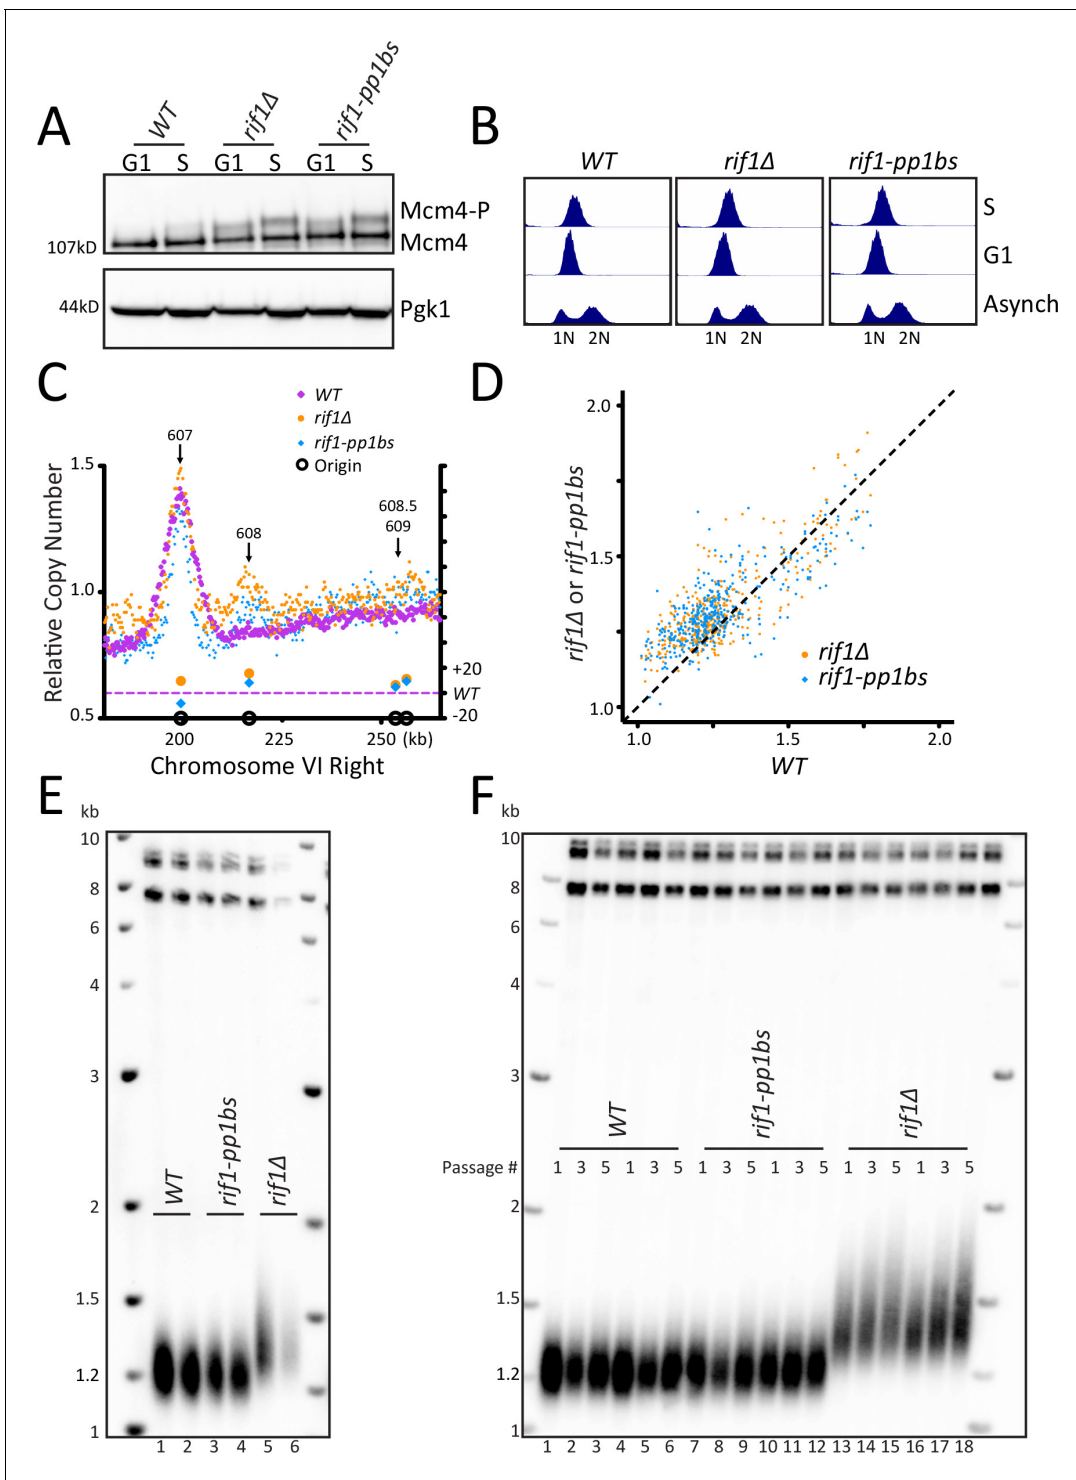 A
WT
rif1Δ
rif1-pp1bs
G1 S G1 S G1 S
Mcm4-P
Mcm4
107kD
44kD
Pgk1
B
WT rif1Δ rif1-pp1bs
S
G1
Asynch
1N 2N 1N 2N 1N 2N
C
WT
rif1Δ
rif1-pp1bs
Origin
607
608
608.5
609
1.5
1.0
0.5
Relative Copy Number
+20
WT
-20
200 225 250 (kb)
Chromosome VI Right
D
2.0
1.5
1.0
rif1Δ or rif1-pp1bs
rif1Δ
rif1-pp1bs
1.0 1.5 2.0
WT
E
kb
10
8
6
4
3
2
1.5
1.2
1
WT
rif1-pp1bs
rif1Δ
1 2 3 4 5 6
F
kb
10
8
6
4
3
2
1.5
1.2
1
WT
rif1-pp1bs
rif1Δ
Passage # 1 3 5 1 3 5 1 3 5 1 3 5 1 3 5 1 3 5
1 2 3 4 5 6 7 8 9 10 11 12 13 14 15 16 17 18